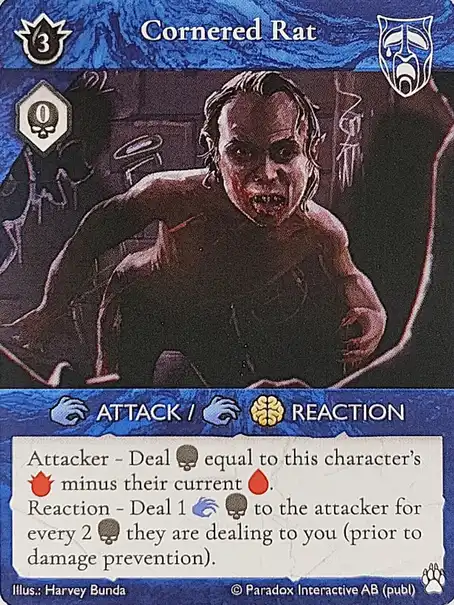 3
Cornered Rat
0
ATTACK / REACTION
Attacker - Deal equal to this character's
minus their current .
Reaction - Deal 1 to the attacker for
every 2 they are dealing to you (prior to
damage prevention).
Illus.: Harvey Bunda © Paradox Interactive AB (publ)